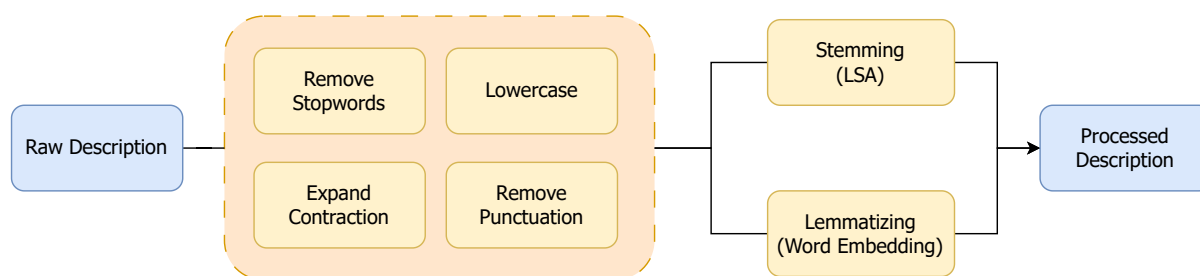 Raw Description
Remove
Stopwords
Lowercase
Expand
Contraction
Remove
Punctuation
Stemming
(LSA)
Lemmatizing
(Word Embedding)
Processed
Description